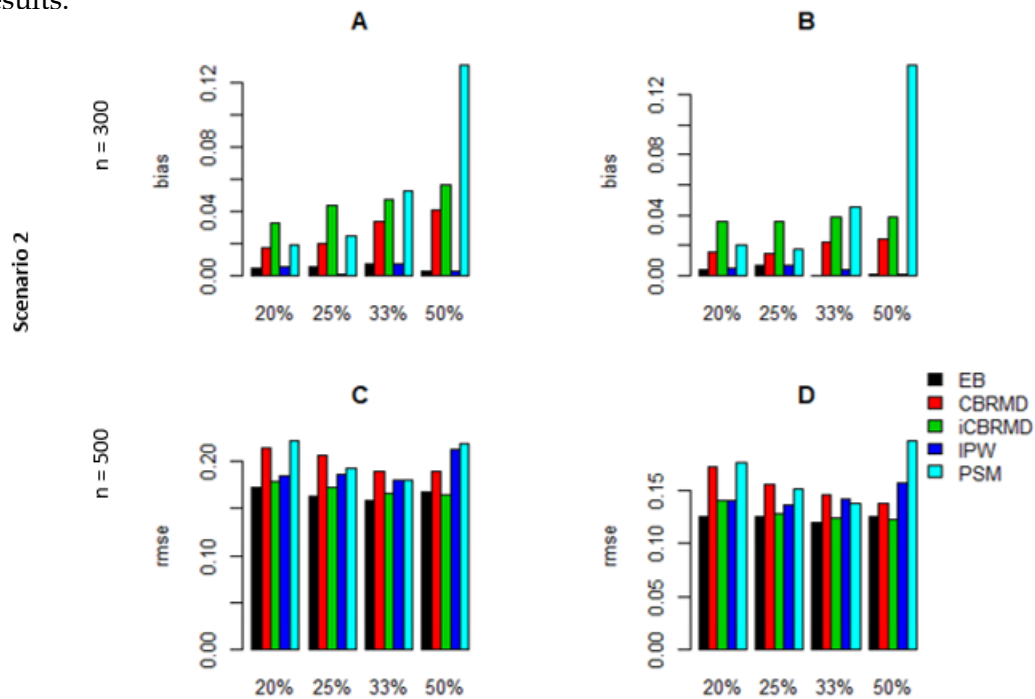 esults.
A
B
n = 300
bias
0.00 0.04 0.08 0.12
20% 25% 33% 50%
bias
0.00 0.04 0.08 0.12
20% 25% 33% 50%
Scenario 2
C
D
EB
CBRMD
iCBRMD
IPW
PSM
n = 500
rmse
0.00 0.10 0.20
20% 25% 33% 50%
rmse
0.00 0.05 0.10 0.15
20% 25% 33% 50%